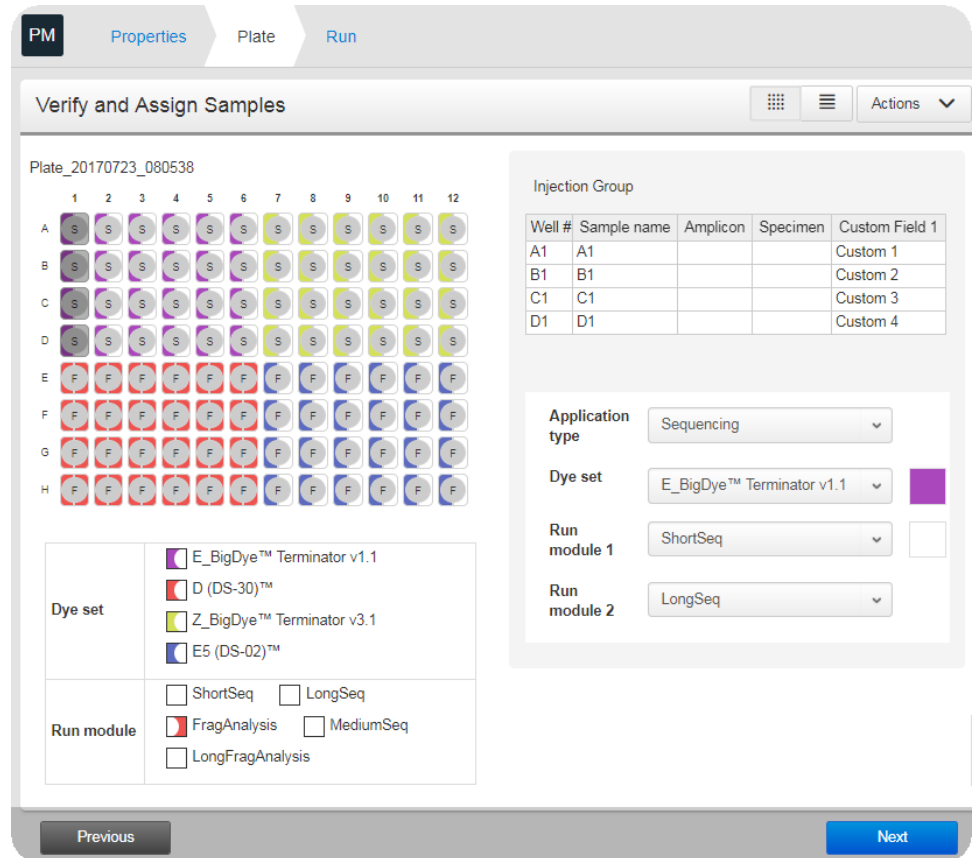 PM Properties Plate Run
Verify and Assign Samples Actions
Plate_20170723_080538
1 2 3 4 5 6 7 8 9 10 11 12
A S S S S S S S S S S S S
B S S S S S S S S S S S S
C S S S S S S S S S S S S
D S S S S S S S S S S S S
E F F F F F F F F F F F F
F F F F F F F F F F F F F
G F F F F F F F F F F F F
H F F F F F F F F F F F F
Dye set
E_BigDye™ Terminator v1.1
D (DS-30)™
Z_BigDye™ Terminator v3.1
E5 (DS-02)™
Run module
ShortSeq LongSeq
FragAnalysis MediumSeq
LongFragAnalysis
Injection Group
Well # Sample name Amplicon Specimen Custom Field 1
A1 A1 Custom 1
B1 B1 Custom 2
C1 C1 Custom 3
D1 D1 Custom 4
Application
type
Sequencing
Dye set
E_BigDye™ Terminator v1.1
Run
module 1
ShortSeq
Run
module 2
LongSeq
Previous Next